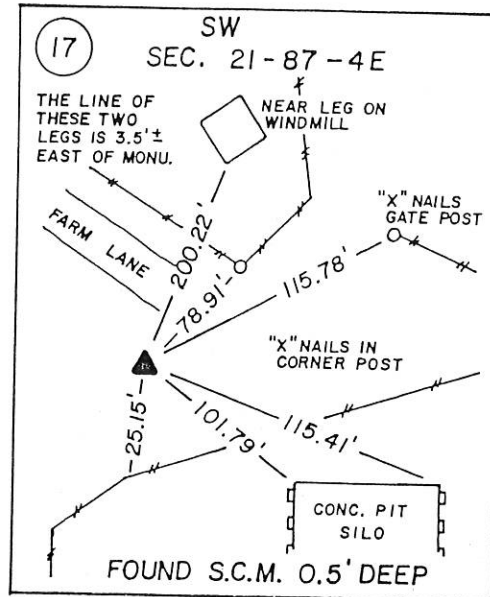 17
SW
SEC. 21-87-4E
THE LINE OF
THESE TWO
LEGS IS 3.5'±
EAST OF MONU.
NEAR LEG ON
WINDMILL
FARM LANE
200.22'
78.91'
115.78'
"X" NAILS
GATE POST
"X" NAILS IN
CORNER POST
25.15'
101.79'
115.41'
CONC. PIT
SILO
FOUND S.C.M. 0.5' DEEP